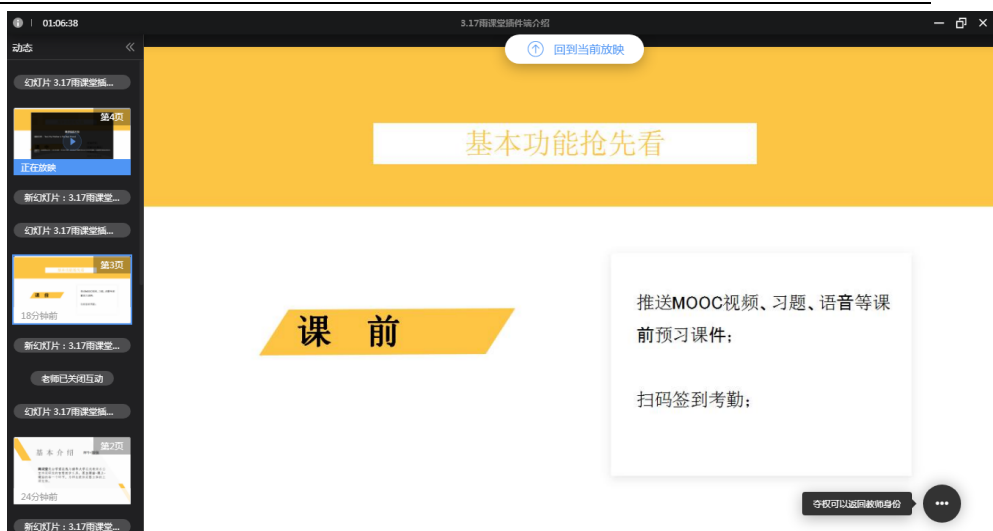 01:06:38
3.17雨课堂插件端介绍
动态
回到当前放映
幻灯片 3.17雨课堂插...
第4页
正在放映
新幻灯片：3.17雨课堂...
幻灯片 3.17雨课堂插...
第3页
18分钟前
新幻灯片：3.17雨课堂...
老师已关闭互动
幻灯片 3.17雨课堂插...
第2页
基本介绍
24分钟前
新幻灯片：3.17雨课堂...
基本功能抢先看
课 前
推送MOOC视频、习题、语音等课
前预习课件；
扫码签到考勤；
夺权可以返回教师身份